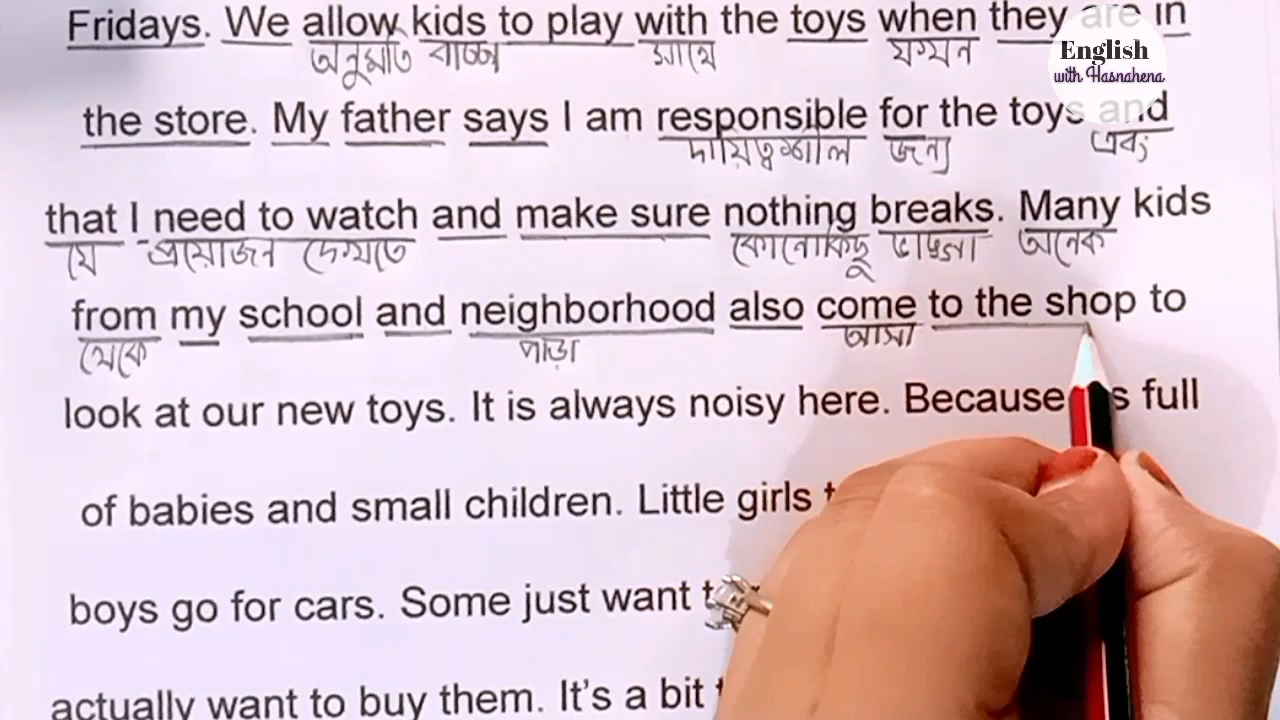 Fridays. We allow kids to play with the toys when they are in
অনুমতি বাচ্চা সাথে যখন
English
with Hasnahena
the store. My father says I am responsible for the toys and
দায়িত্বশীল জন্য এবং
that I need to watch and make sure nothing breaks. Many kids
যে প্রয়োজন দেখতে কোনোকিছু ভাঙ্গা অনেক
from my school and neighborhood also come to the shop to
থেকে পাড়া আসা
look at our new toys. It is always noisy here. Because full
of babies and small children. Little girls
boys go for cars. Some just want
actually want to buy them. It's a bit